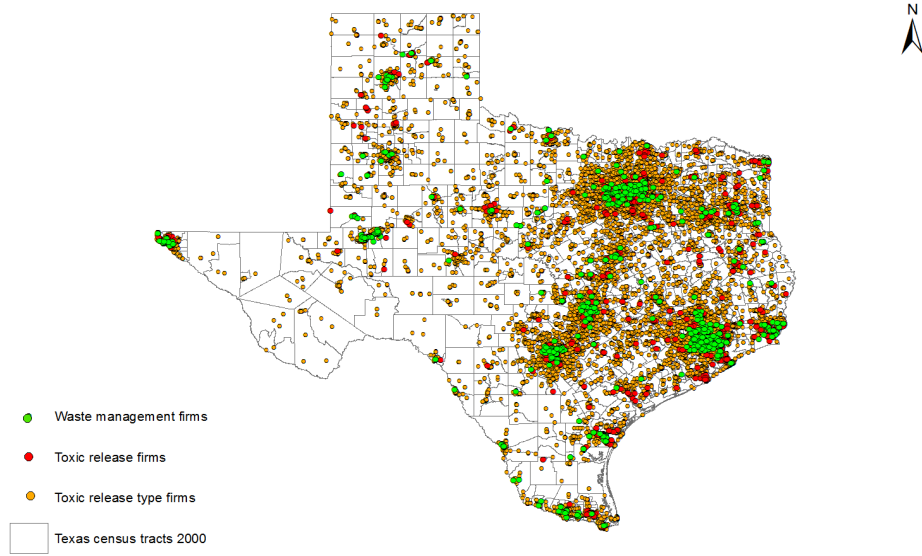 N
Waste management firms
Toxic release firms
Toxic release type firms
Texas census tracts 2000